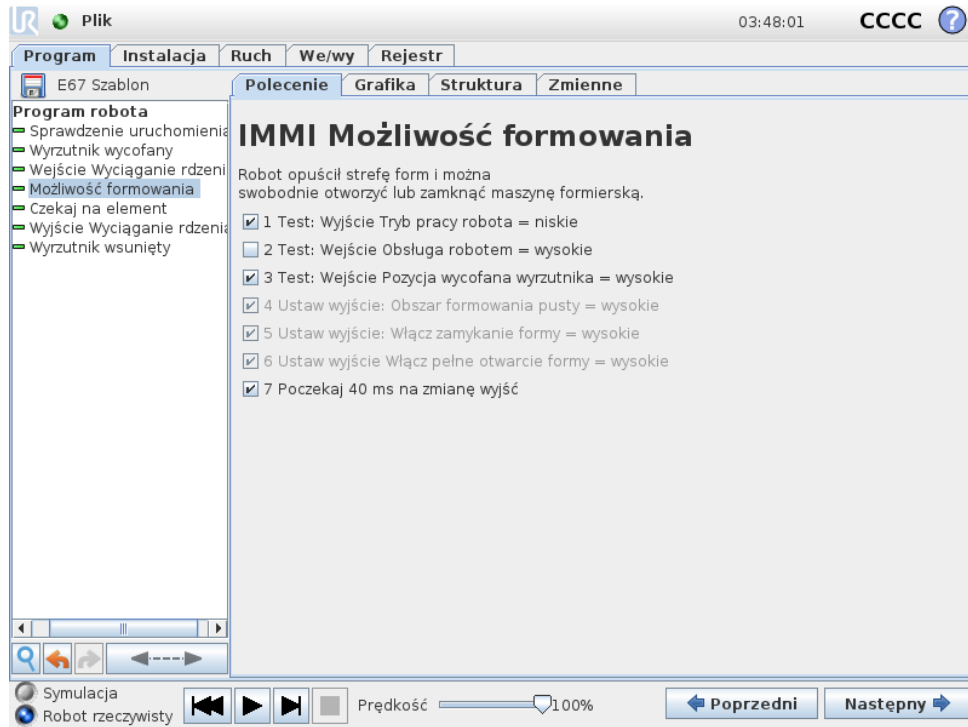 UR Plik 03:48:01 CCCC ?
Program Instalacja Ruch We/wy Rejestr
E67 Szablon
Polecenie Grafika Struktura Zmienne
Program robota
Sprawdzenie uruchomienia
Wyrzutnik wycofany
Wejście Wyciąganie rdzeni
Możliwość formowania
Czekaj na element
Wyjście Wyciąganie rdzenia
Wyrzutnik wsunięty
IMMI Możliwość formowania
Robot opuścił strefę form i można
swobodnie otworzyć lub zamknąć maszynę formierską.
1 Test: Wyjście Tryb pracy robota = niskie
2 Test: Wejście Obsługa robotem = wysokie
3 Test: Wejście Pozycja wycofana wyrzutnika = wysokie
4 Ustaw wyjście: Obszar formowania pusty = wysokie
5 Ustaw wyjście: Włącz zamykanie formy = wysokie
6 Ustaw wyjście Włącz pełne otwarcie formy = wysokie
7 Poczekaj 40 ms na zmianę wyjść
Symulacja
Robot rzeczywisty
Prędkość 100%
Poprzedni Następny